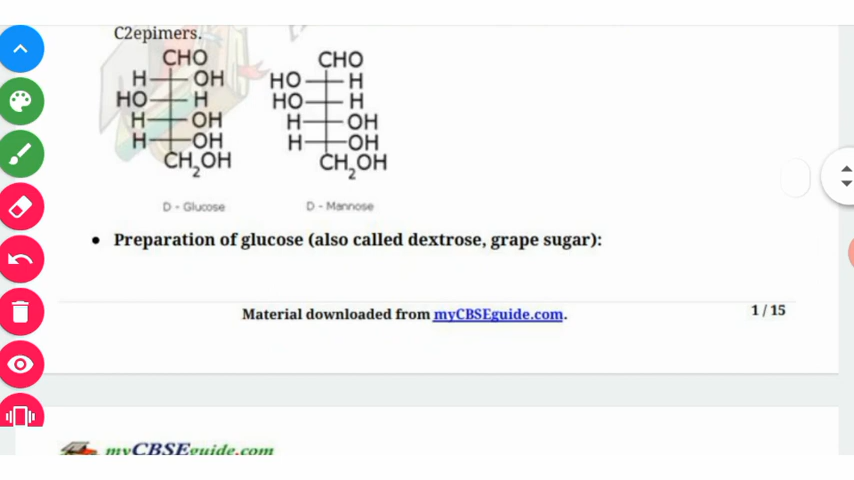 C2epimers.
CHO
H OH
HO H
H OH
H OH
CH2OH
D - Glucose
CHO
HO H
HO H
H OH
H OH
CH2OH
D - Mannose
• Preparation of glucose (also called dextrose, grape sugar):
Material downloaded from myCBSEguide.com.
1 / 15
myCBSEguide.com